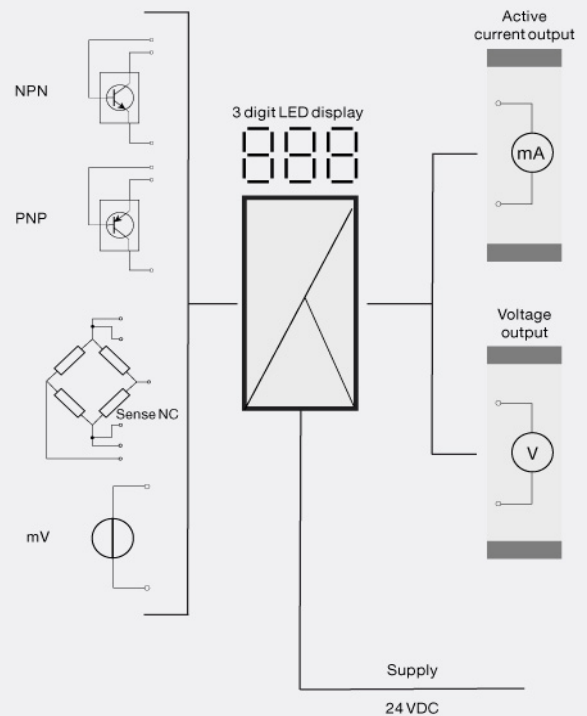 Active
current output
NPN
3 digit LED display
mA
PNP
Voltage
output
Sense NC
V
mV
Supply
24 VDC